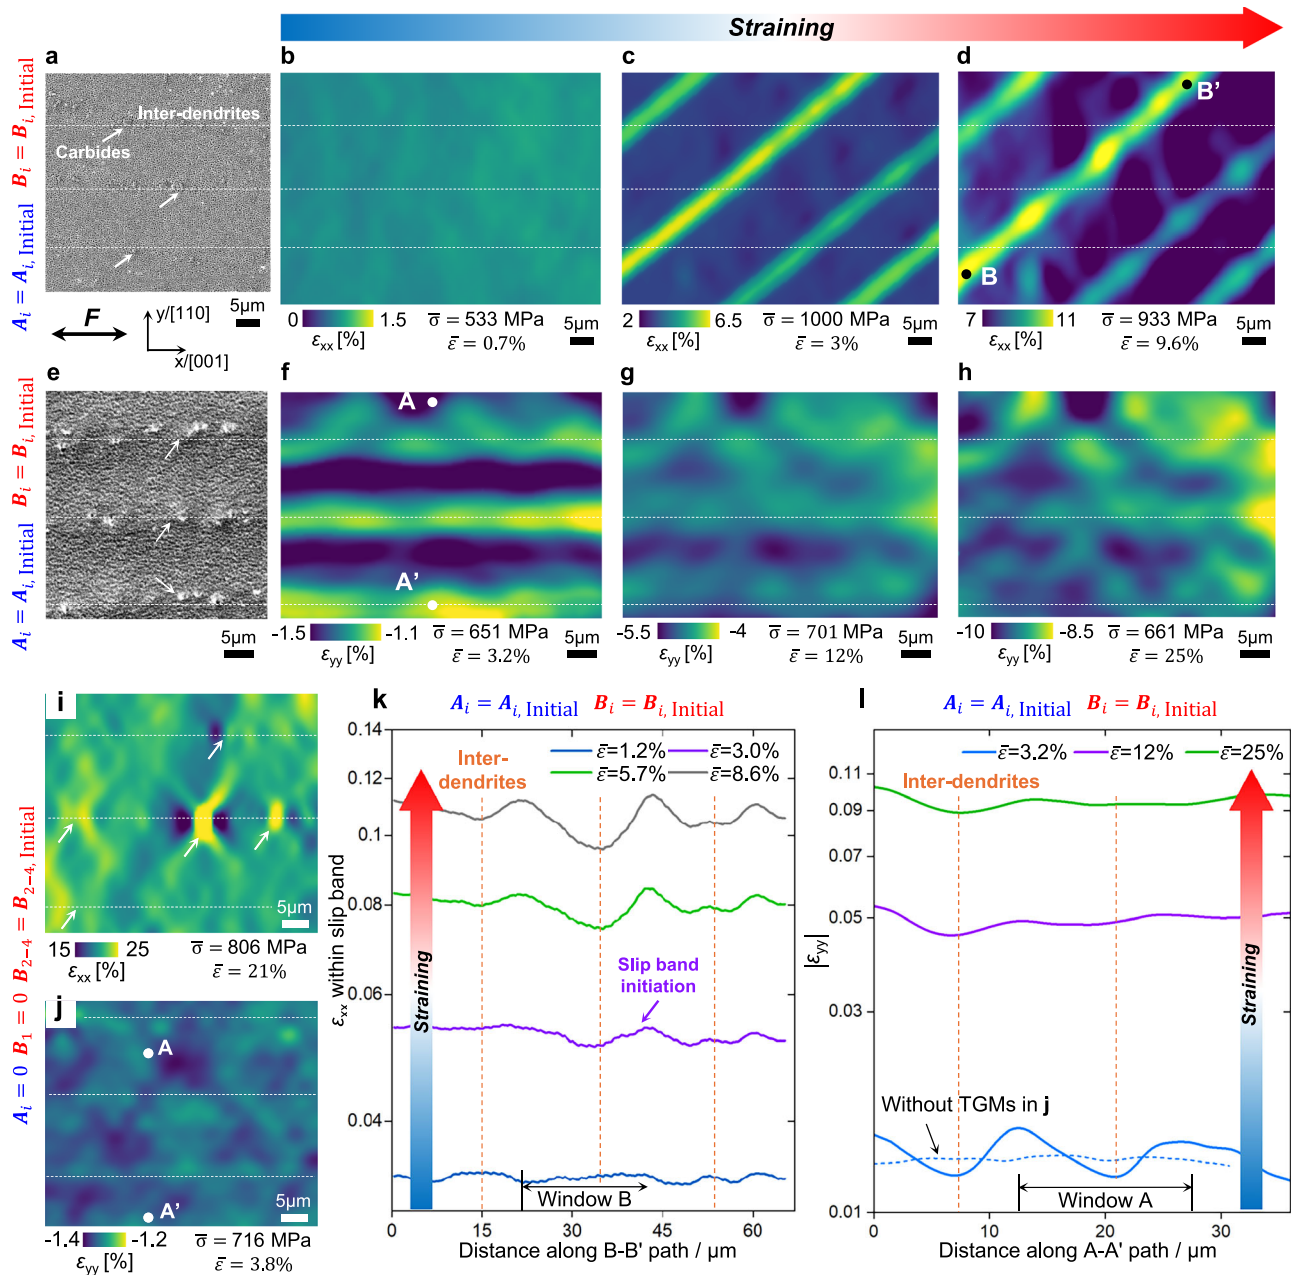 Straining
a
b
c
d
A_i = A_i, Initial B_i = B_i, Initial
Inter-dendrites
Carbides
B'
B
F
y/[110]
x/[001]
5μm
0 1.5
ε_xx [%]
σ̅ = 533 MPa
ε̅ = 0.7%
5μm
2 6.5
ε_xx [%]
σ̅ = 1000 MPa
ε̅ = 3%
5μm
7 11
ε_xx [%]
σ̅ = 933 MPa
ε̅ = 9.6%
5μm
e
f
g
h
A_i = A_i, Initial B_i = B_i, Initial
A
A'
5μm
-1.5 -1.1
ε_yy [%]
σ̅ = 651 MPa
ε̅ = 3.2%
5μm
-5.5 -4
ε_yy [%]
σ̅ = 701 MPa
ε̅ = 12%
5μm
-10 -8.5
ε_yy [%]
σ̅ = 661 MPa
ε̅ = 25%
5μm
A_i = 0 B_1 = 0 B_2−4 = B_2−4, Initial
i
5μm
15 25
ε_xx [%]
σ̅ = 806 MPa
ε̅ = 21%
j
A
A'
5μm
-1.4 -1.2
ε_yy [%]
σ̅ = 716 MPa
ε̅ = 3.8%
k
A_i = A_i, Initial B_i = B_i, Initial
ε̅=1.2% ε̅=3.0%
ε̅=5.7% ε̅=8.6%
Inter-
dendrites
Straining
Slip band
initiation
Window B
ε_xx within slip band
0.14
0.12
0.1
0.08
0.06
0.04
0 15 30 45 60
Distance along B-B' path / μm
l
A_i = A_i, Initial B_i = B_i, Initial
ε̅=3.2% ε̅=12% ε̅=25%
Inter-dendrites
Straining
Without TGMs in j
Window A
|ε_yy|
0.11
0.09
0.07
0.05
0.03
0.01
0 10 20 30
Distance along A-A' path / μm